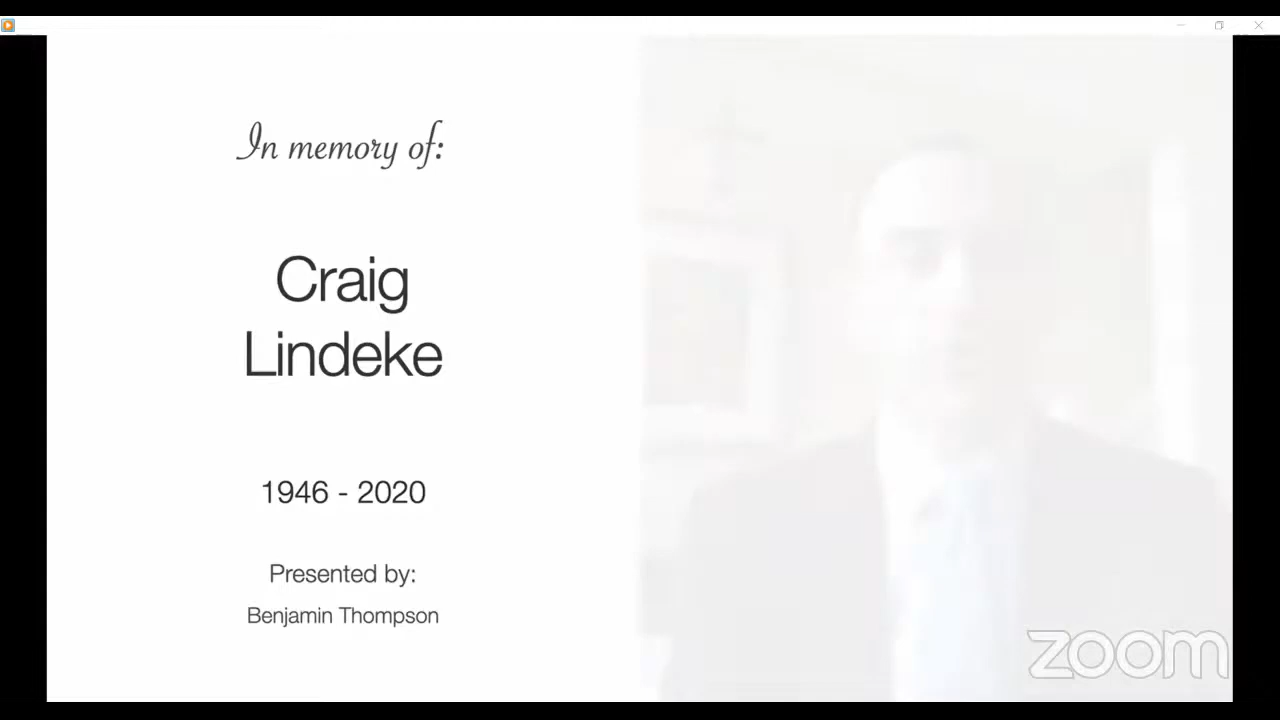 In memory of:
Craig
Lindeke
1946 - 2020
Presented by:
Benjamin Thompson
zoom